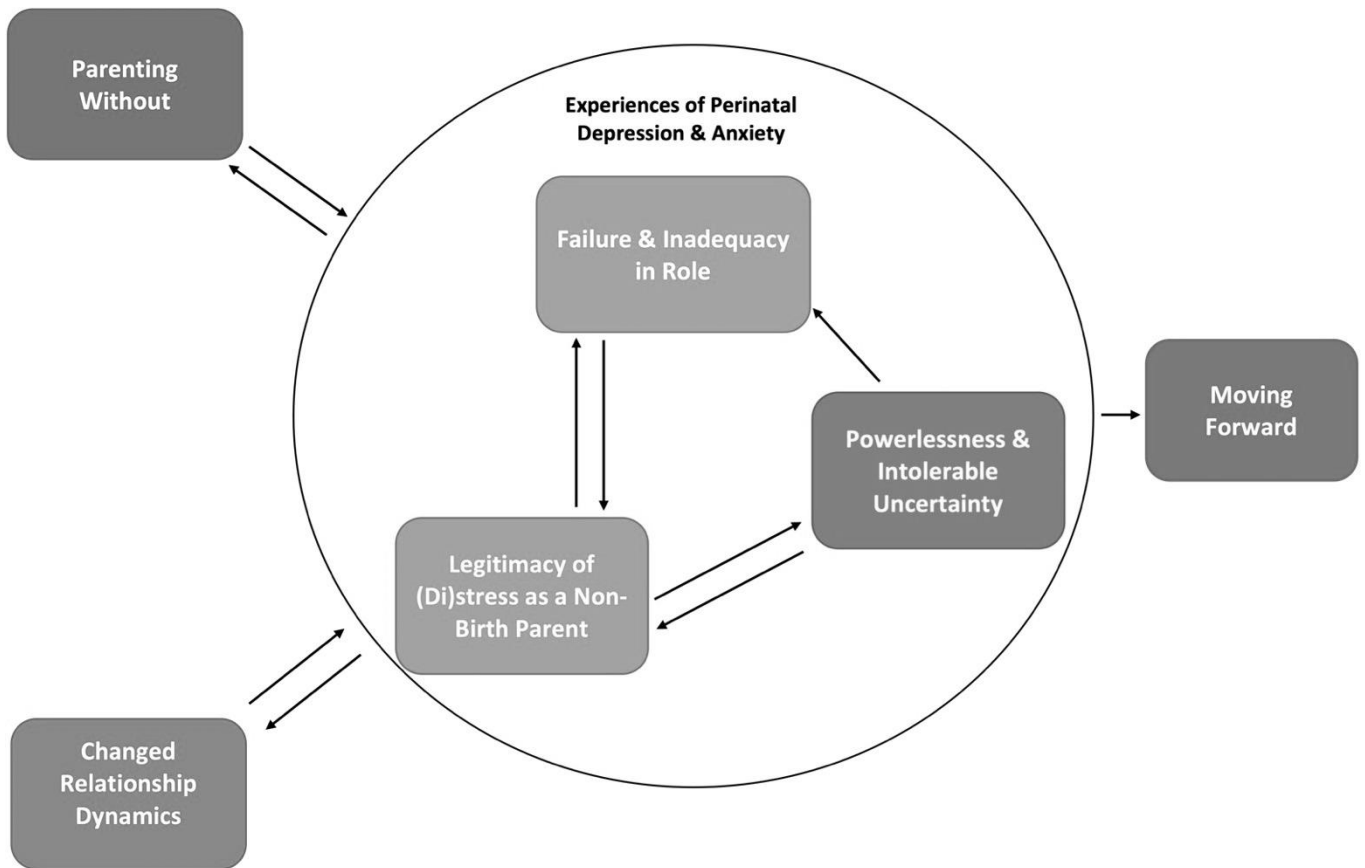 Parenting
Without
Experiences of Perinatal
Depression & Anxiety
Failure & Inadequacy
in Role
Powerlessness &
Intolerable
Uncertainty
Moving
Forward
Legitimacy of
(Di)stress as a Non-
Birth Parent
Changed
Relationship
Dynamics